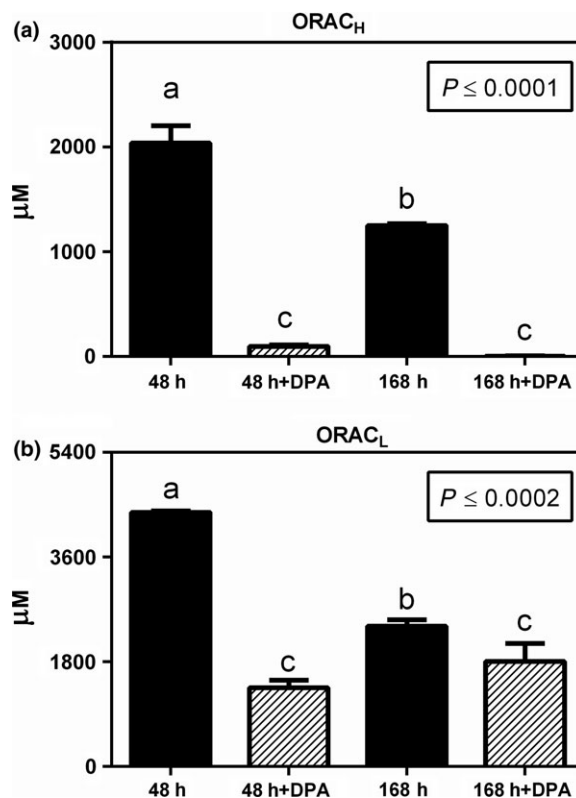 (a)
ORAC_H
3000
a
P ≤ 0.0001
2000
b
µM
1000
c
c
0
48 h 48 h+DPA 168 h 168 h+DPA
(b)
ORAC_L
5400
a
P ≤ 0.0002
3600
b
µM
c
c
1800
0
48 h 48 h+DPA 168 h 168 h+DPA